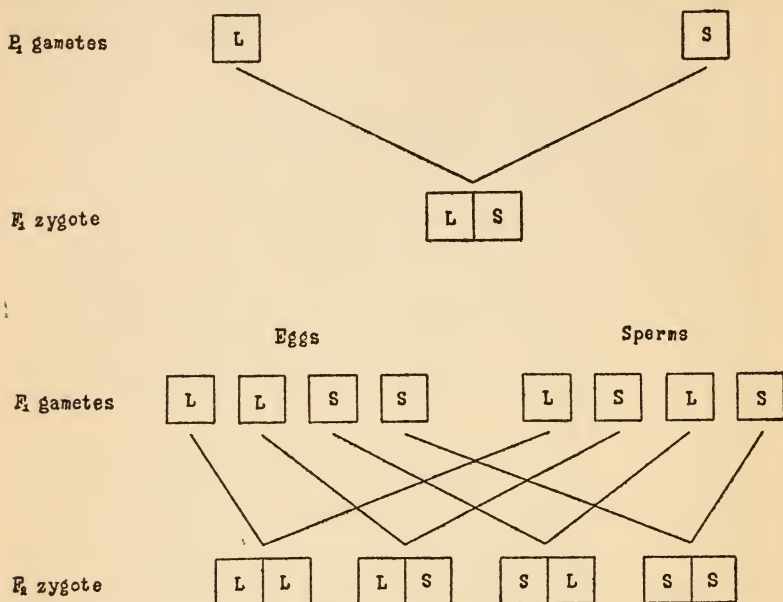 P₁ gametes L S
F₁ zygote L S
Eggs Sperms
F₁ gametes L L S S L S L S
F₂ zygote L L L S S L S S